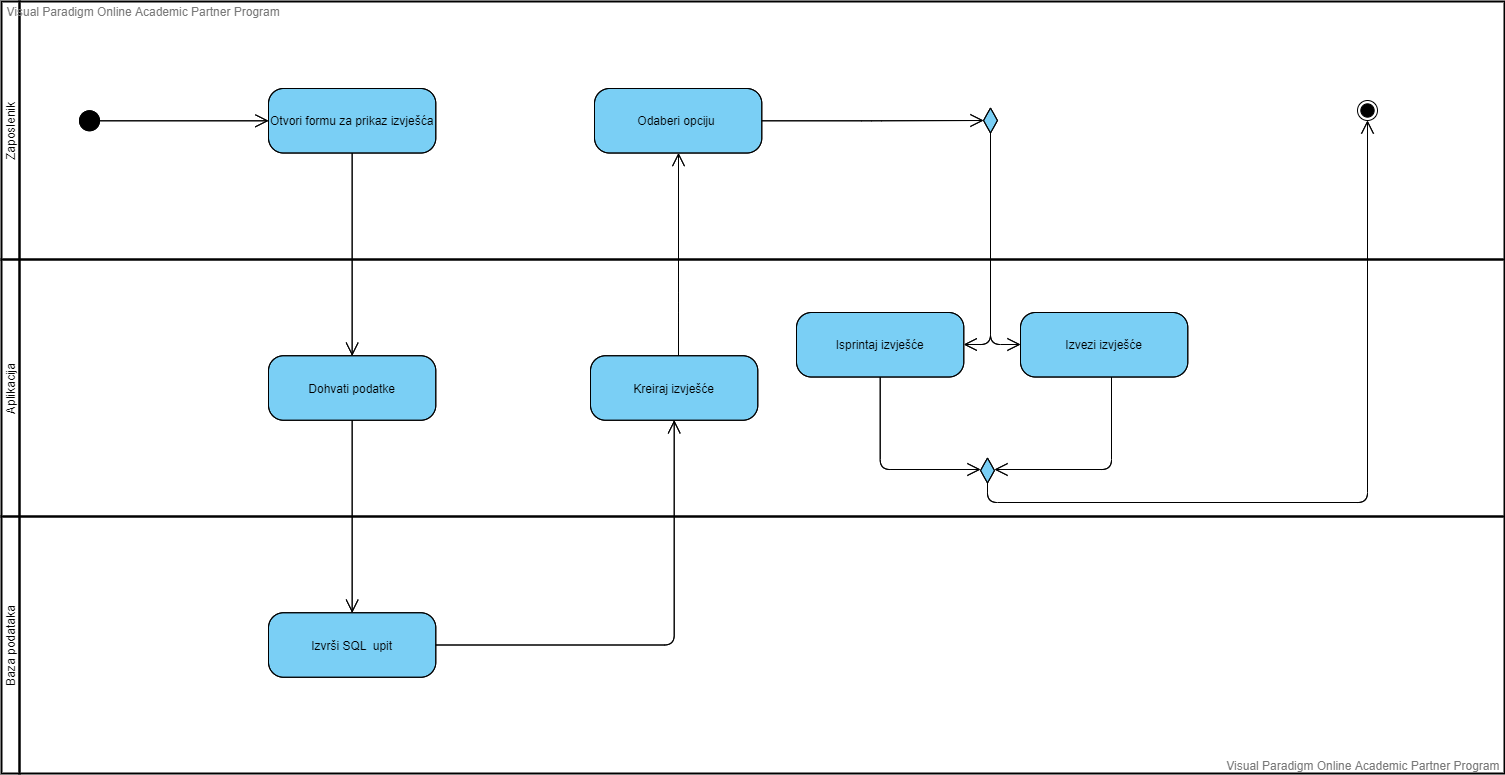 Visual Paradigm Online Academic Partner Program
Zaposlenik
Otvori formu za prikaz izvješća
Odaberi opciju
Aplikacija
Dohvati podatke
Kreiraj izvješće
Isprintaj izvješće
Izvezi izvješće
Baza podataka
Izvrši SQL  upit
Visual Paradigm Online Academic Partner Program